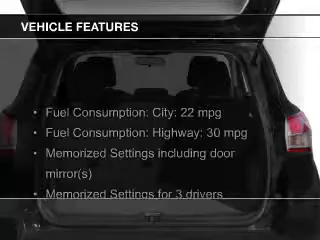 VEHICLE FEATURES
• Fuel Consumption: City: 22 mpg
• Fuel Consumption: Highway: 30 mpg
• Memorized Settings including door
mirror(s)
• Memorized Settings for 3 drivers